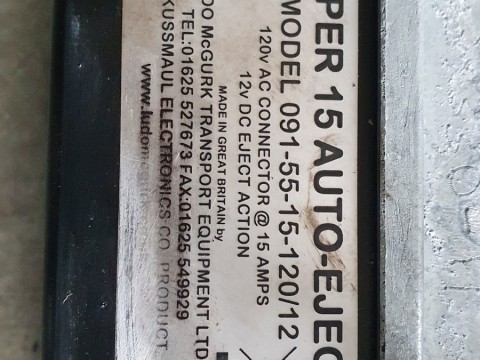 PER 15 AUTO-EJEC
MODEL 091-55-15-120/12
120v AC CONNECTOR @ 15 AMPS
12v DC EJECT ACTION
MADE IN GREAT BRITAIN by
DO McGURK TRANSPORT EQUIPMENT LTD
TEL:01625 527673 FAX:01625 549929
KUSSMAUL ELECTRONICS CO. PRODUCT
www.ludom